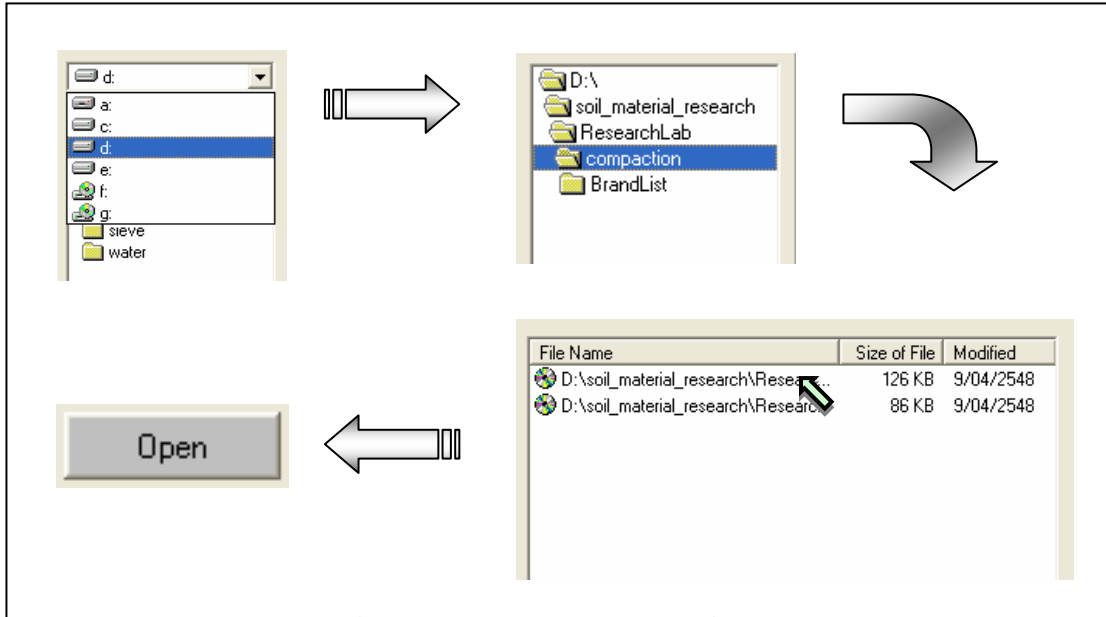 d:
a:
c:
d:
e:
f:
g:
sieve
water
D:\
soil_material_research
ResearchLab
compaction
BrandList
File Name Size of File Modified
D:\soil_material_research\Resea... 126 KB 9/04/2548
D:\soil_material_research\Researc 86 KB 9/04/2548
Open